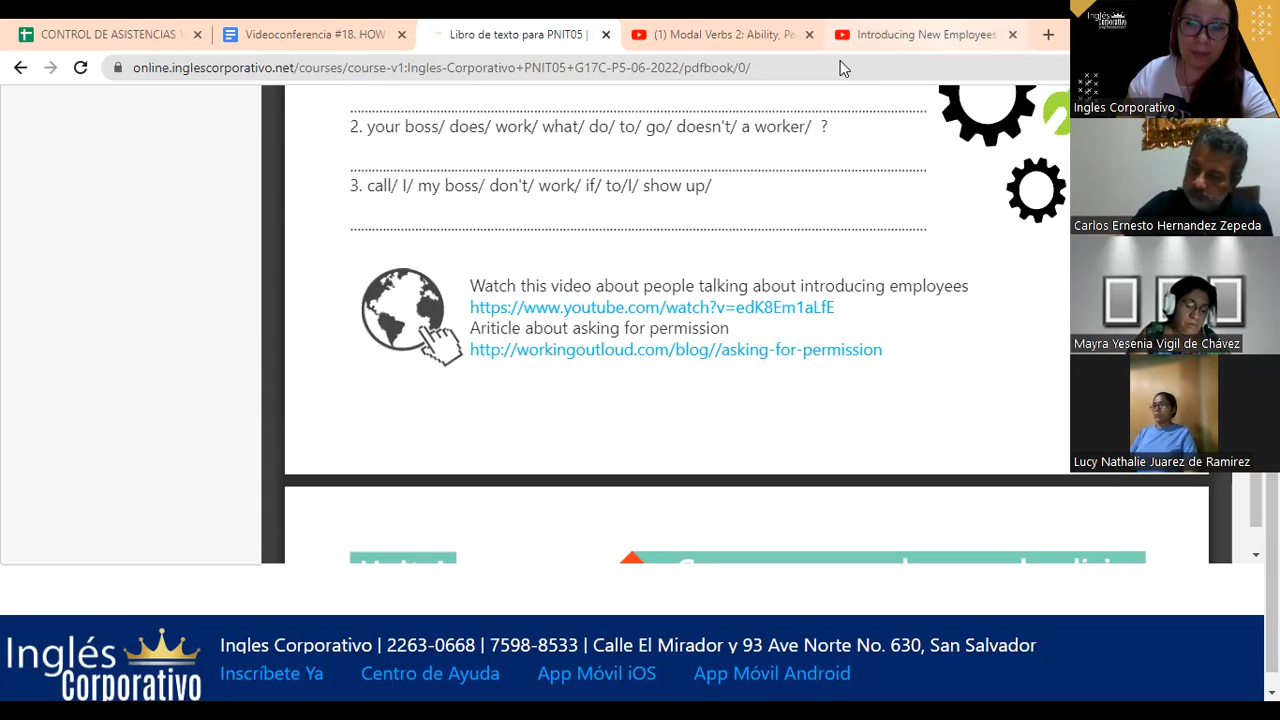 CONTROL DE ASISTENCIAS
Videoconferencia #18. HOW
Libro de texto para PNIT05 |
(1) Modal Verbs 2: Ability, Pe
Introducing New Employees
online.inglescorporativo.net/courses/course-v1:Ingles-Corporativo+PNIT05+G17C-P5-06-2022/pdfbook/0/
2. your boss/ does/ work/ what/ do/ to/ go/ doesn't/ a worker/ ?
3. call/ I/ my boss/ don't/ work/ if/ to/I/ show up/
Watch this video about people talking about introducing employees
https://www.youtube.com/watch?v=edK8Em1aLfE
Ariticle about asking for permission
http://workingoutloud.com/blog//asking-for-permission
Inglés
Corporativo
Ingles Corporativo
Carlos Ernesto Hernandez Zepeda
Mayra Yesenia Vigil de Chávez
Lucy Nathalie Juarez de Ramirez
Inglés
Corporativo
Ingles Corporativo | 2263-0668 | 7598-8533 | Calle El Mirador y 93 Ave Norte No. 630, San Salvador
Inscríbete Ya
Centro de Ayuda
App Móvil iOS
App Móvil Android